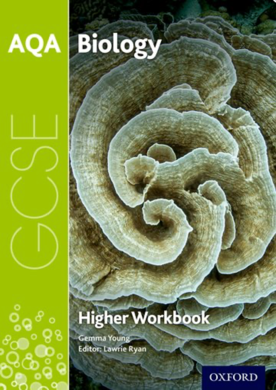 AQA Biology
GCSE
Higher Workbook
Gemma Young
Editor: Lawrie Ryan
OXFORD